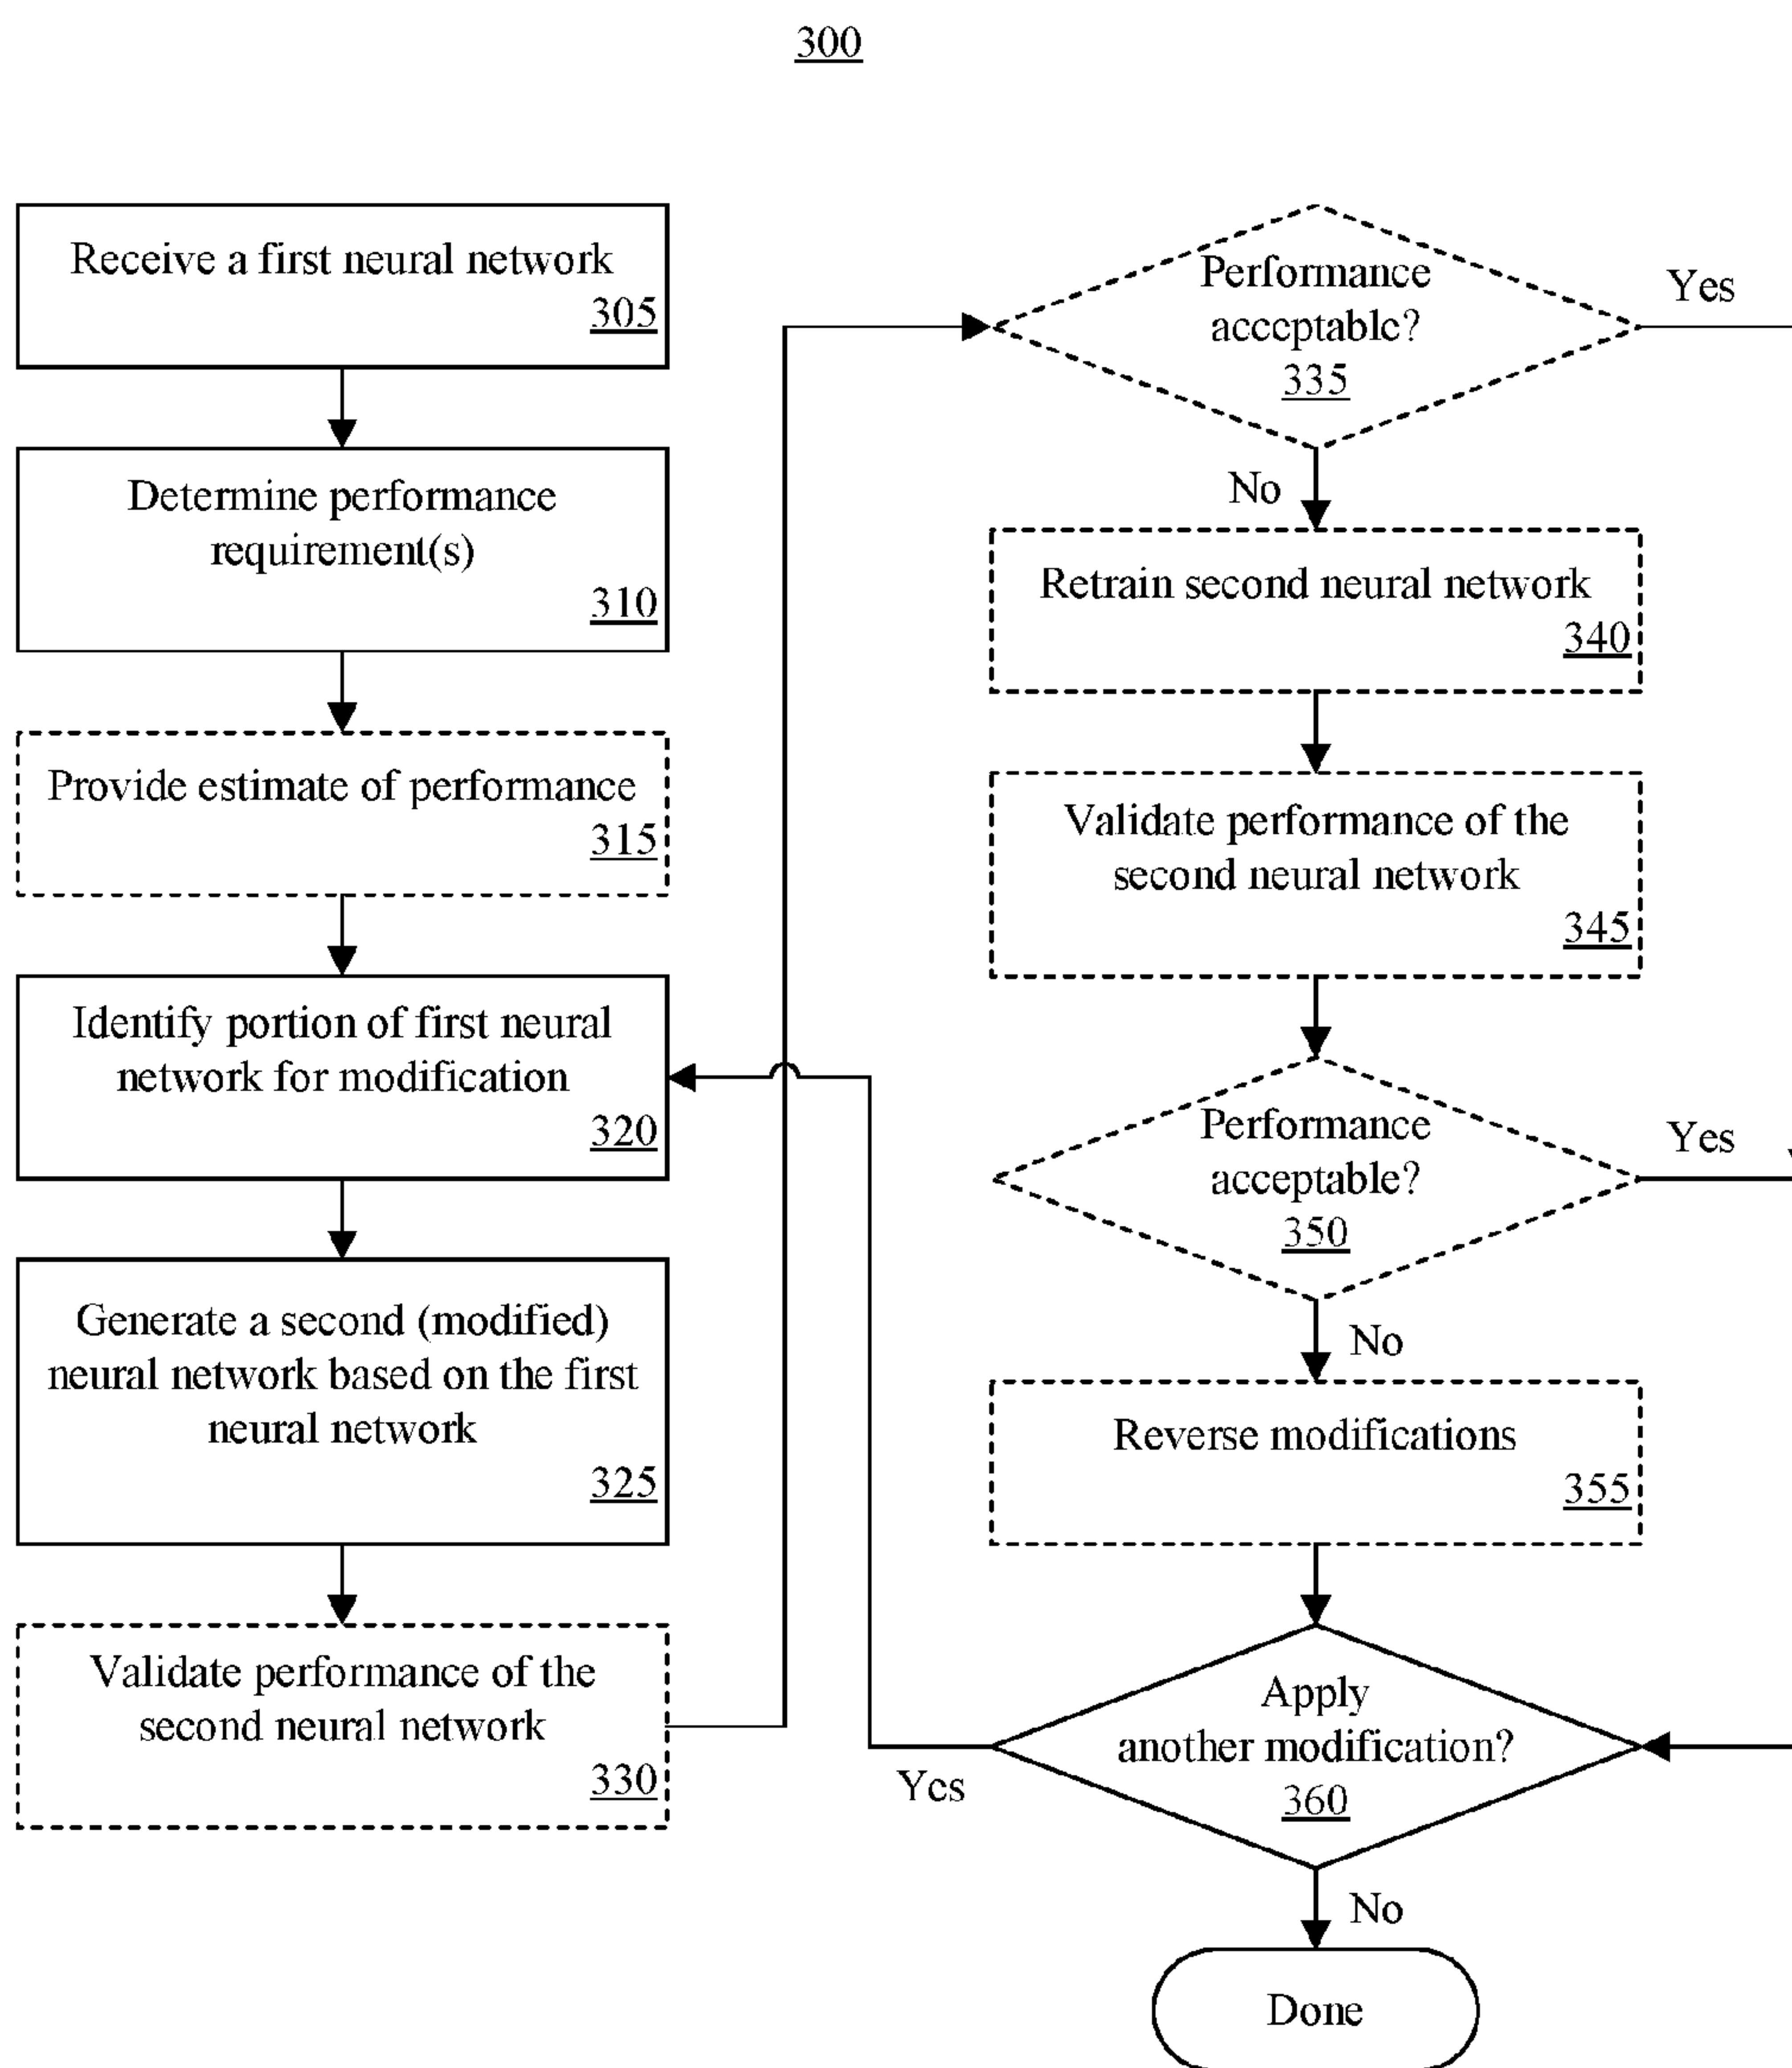 300
Receive a first neural network
305
Determine performance
requirement(s)
310
Provide estimate of performance
315
Identify portion of first neural
network for modification
320
Generate a second (modified)
neural network based on the first
neural network
325
Validate performance of the
second neural network
330
Performance
acceptable?
335
Yes
No
Retrain second neural network
340
Validate performance of the
second neural network
345
Performance
acceptable?
350
Yes
No
Reverse modifications
355
Apply
another modification?
360
Yes
No
Done